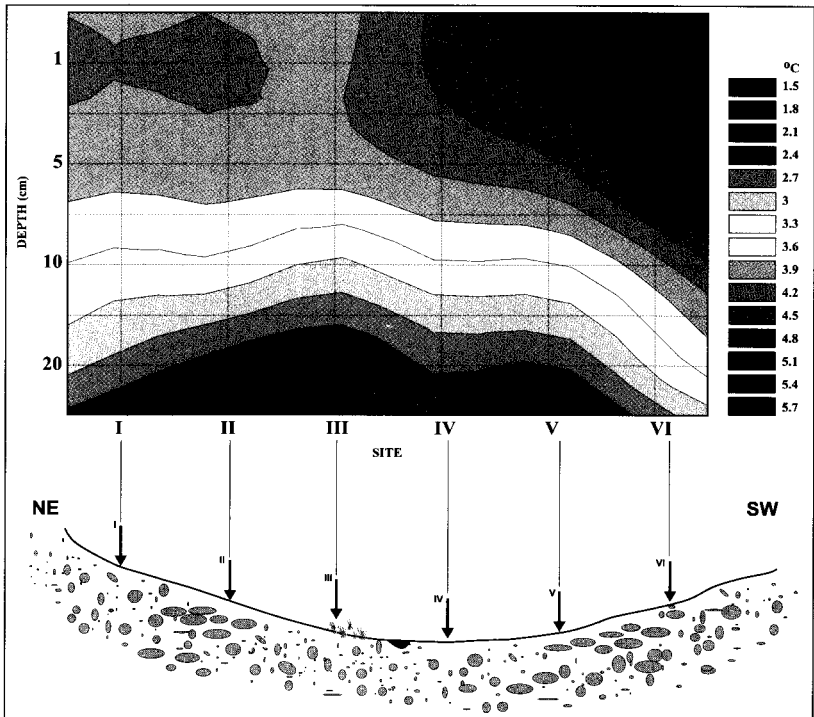 1
5
10
20
DEPTH (cm)
°C
1.5
1.8
2.1
2.4
2.7
3
3.3
3.6
3.9
4.2
4.5
4.8
5.1
5.4
5.7
I II III IV V VI
SITE
NE
SW
I
II
III
IV
V
VI